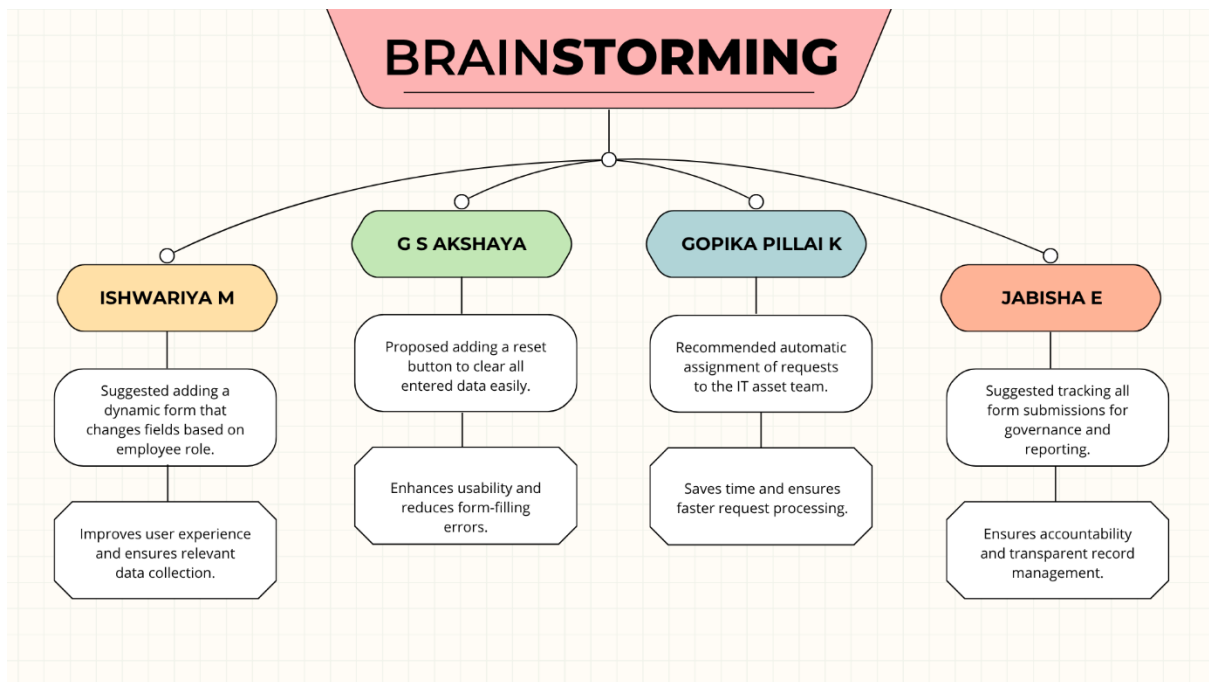 BRAINSTORMING
ISHWARIYA M
Suggested adding a
dynamic form that
changes fields based on
employee role.
Improves user experience
and ensures relevant
data collection.
G S AKSHAYA
Proposed adding a reset
button to clear all
entered data easily.
Enhances usability and
reduces form-filling
errors.
GOPIKA PILLAI K
Recommended automatic
assignment of requests
to the IT asset team.
Saves time and ensures
faster request processing.
JABISHA E
Suggested tracking all
form submissions for
governance and
reporting.
Ensures accountability
and transparent record
management.